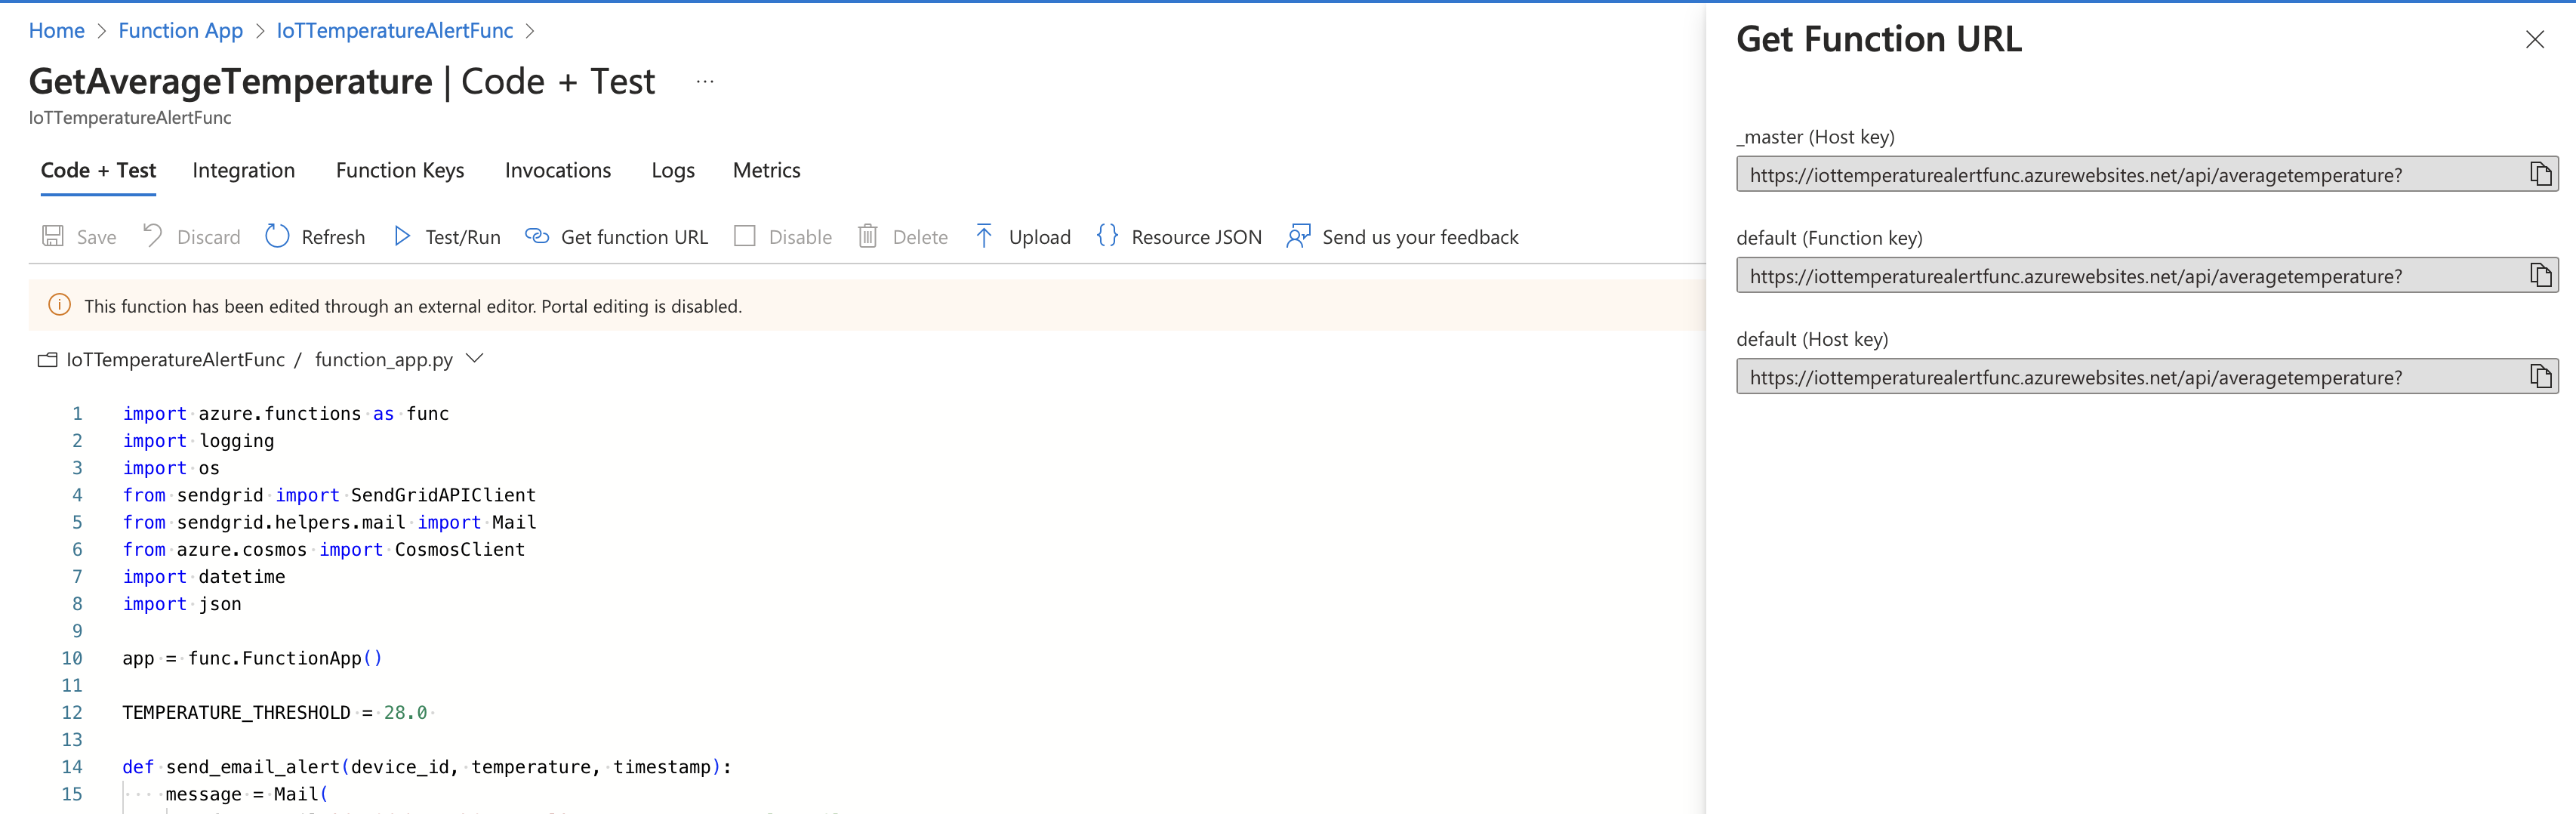 Home > Function App > IoTTemperatureAlertFunc >
GetAverageTemperature | Code + Test ...
IoTTemperatureAlertFunc
Code + Test Integration Function Keys Invocations Logs Metrics
Save Discard Refresh Test/Run Get function URL Disable Delete Upload {} Resource JSON Send us your feedback
This function has been edited through an external editor. Portal editing is disabled.
IoTTemperatureAlertFunc / function_app.py
1 import azure.functions as func
2 import logging
3 import os
4 from sendgrid import SendGridAPIClient
5 from sendgrid.helpers.mail import Mail
6 from azure.cosmos import CosmosClient
7 import datetime
8 import json
9
10 app = func.FunctionApp()
11
12 TEMPERATURE_THRESHOLD = 28.0
13
14 def send_email_alert(device_id, temperature, timestamp):
15 message = Mail(
Get Function URL
_master (Host key)
https://iottemperaturealertfunc.azurewebsites.net/api/averagetemperature?
default (Function key)
https://iottemperaturealertfunc.azurewebsites.net/api/averagetemperature?
default (Host key)
https://iottemperaturealertfunc.azurewebsites.net/api/averagetemperature?